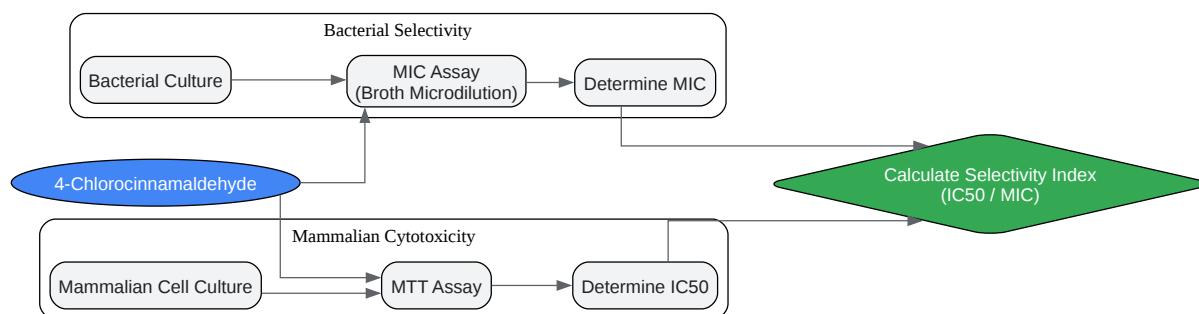 Bacterial Selectivity
Bacterial Culture
MIC Assay
(Broth Microdilution)
Determine MIC
4-Chlorocinnamaldehyde
Calculate Selectivity Index
(IC50 / MIC)
Mammalian Cytotoxicity
Mammalian Cell Culture
MTT Assay
Determine IC50